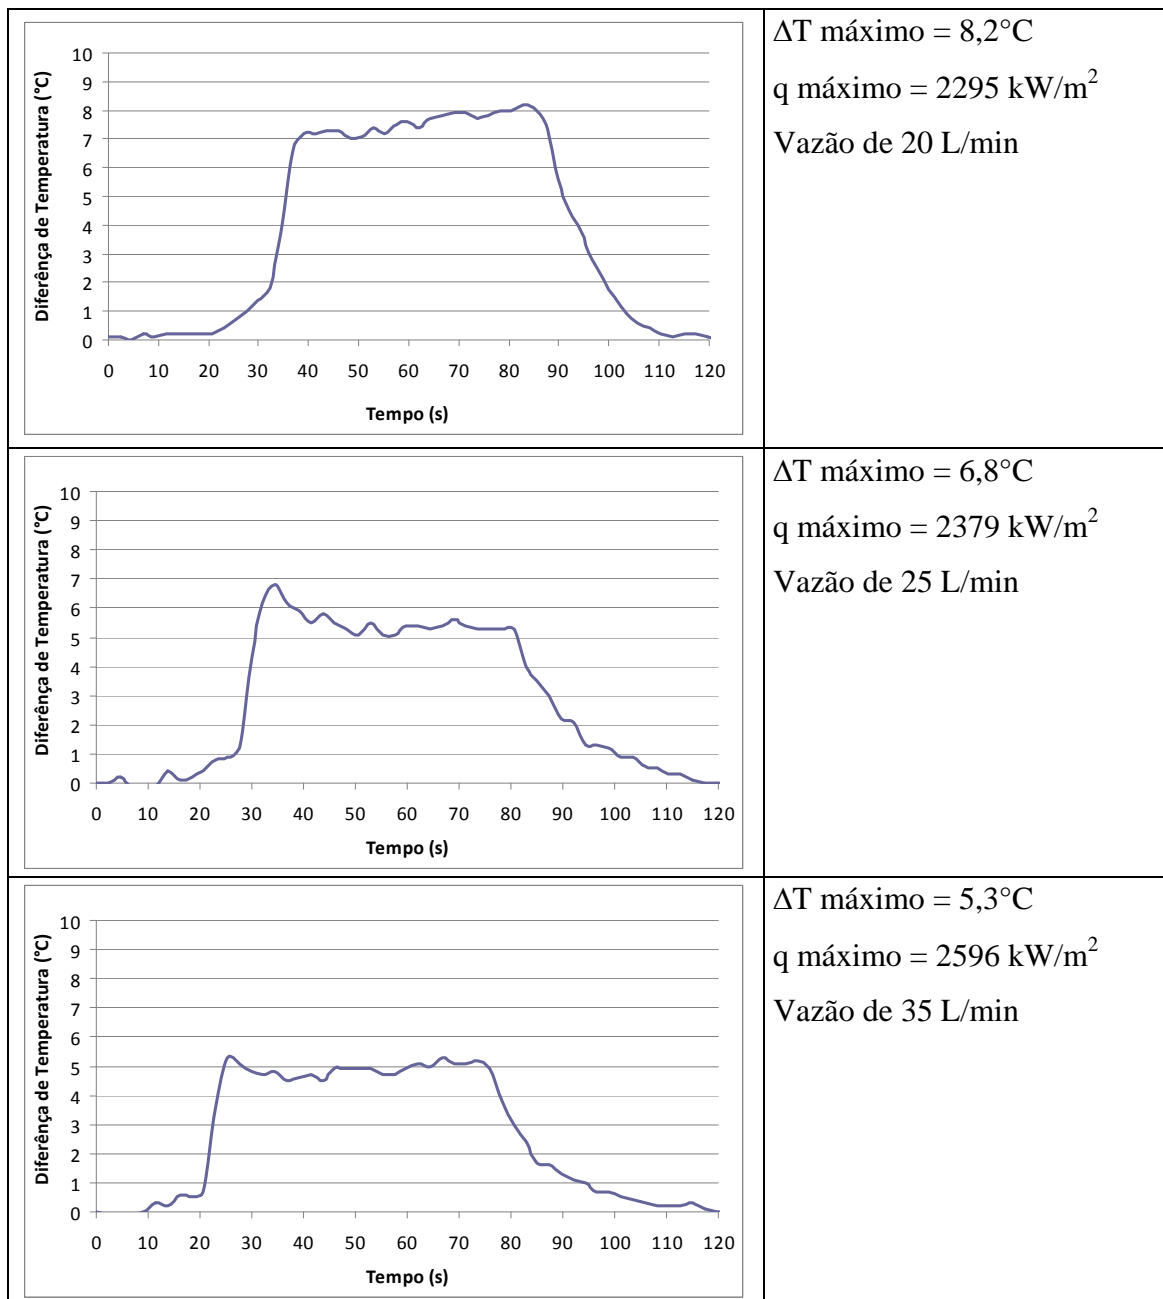 Diferênça de Temperatura (°C)
10
9
8
7
6
5
4
3
2
1
0
0 10 20 30 40 50 60 70 80 90 100 110 120
Tempo (s)
∆T máximo = 8,2°C
q máximo = 2295 kW/m²
Vazão de 20 L/min
Diferênça de Temperatura (°C)
10
9
8
7
6
5
4
3
2
1
0
0 10 20 30 40 50 60 70 80 90 100 110 120
Tempo (s)
∆T máximo = 6,8°C
q máximo = 2379 kW/m²
Vazão de 25 L/min
Diferênça de Temperatura (°C)
10
9
8
7
6
5
4
3
2
1
0
0 10 20 30 40 50 60 70 80 90 100 110 120
Tempo (s)
∆T máximo = 5,3°C
q máximo = 2596 kW/m²
Vazão de 35 L/min